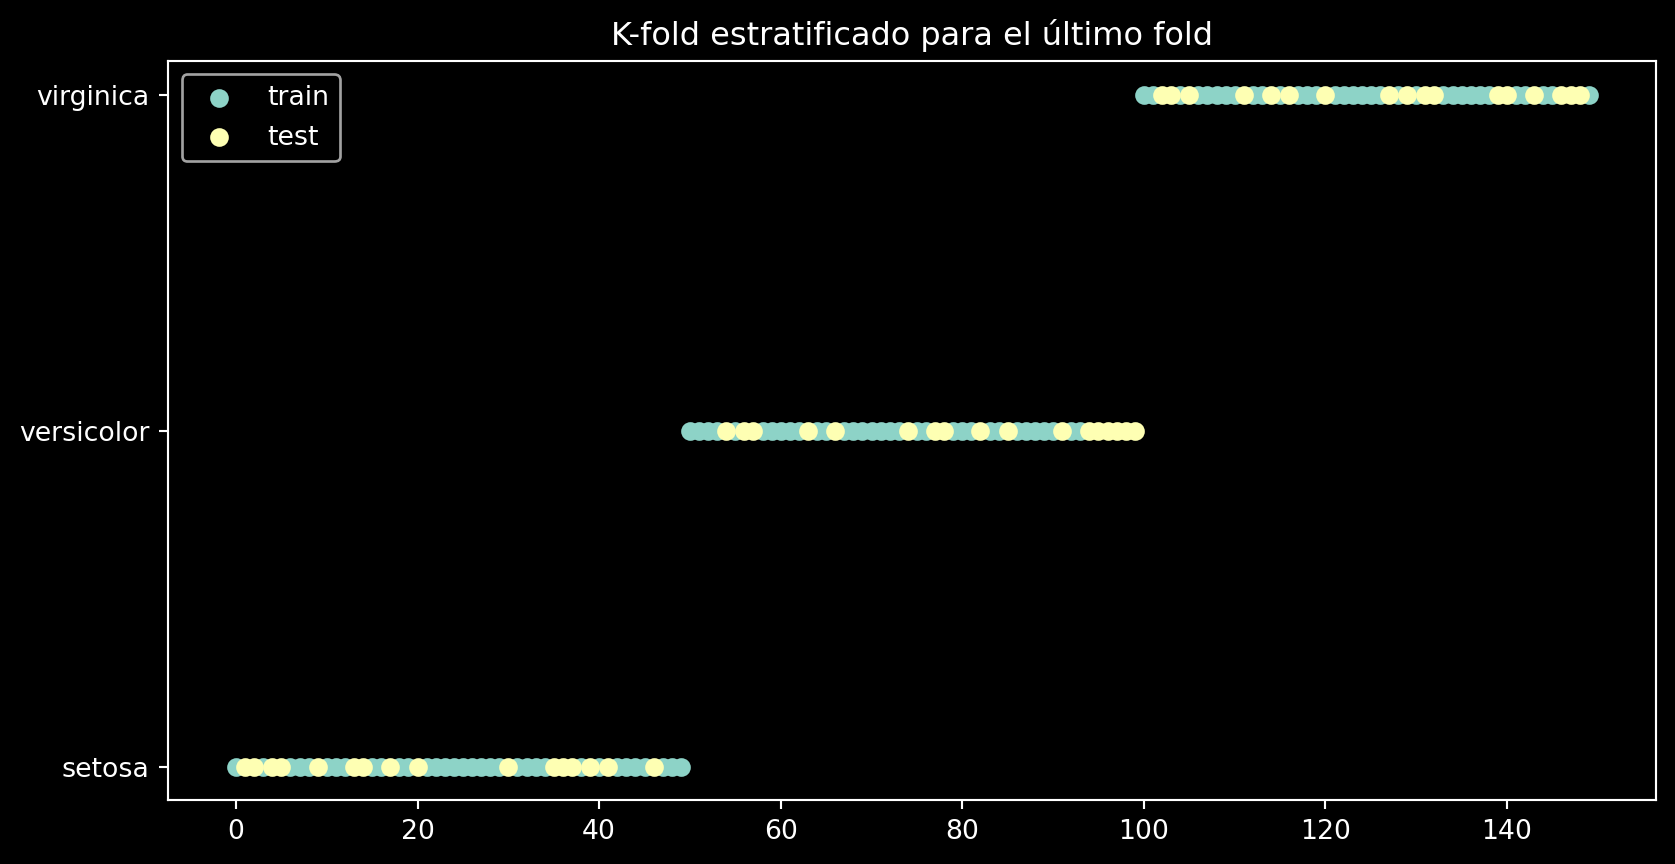 K-fold estratificado para el último fold
train
test
virginica
versicolor
setosa
0 20 40 60 80 100 120 140